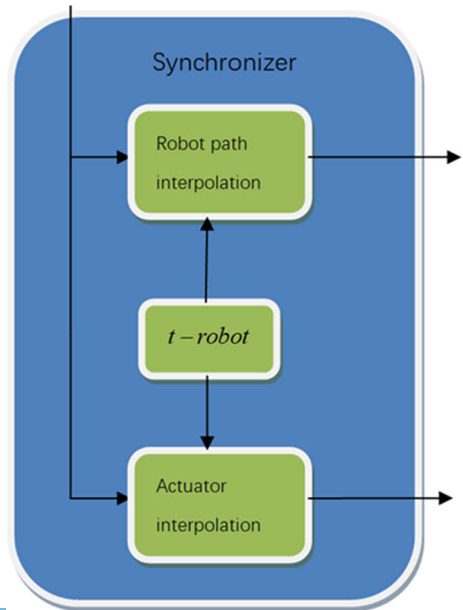 Synchronizer
Robot path
interpolation
t – robot
Actuator
interpolation